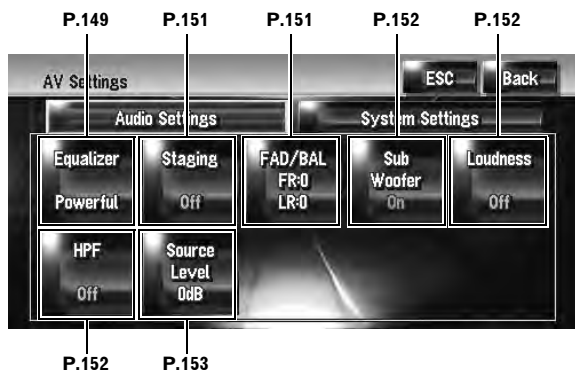 P.149 P.151 P.151 P.152 P.152
AV Settings ESC Back
Audio Settings System Settings
Equalizer Staging FAD/BAL Sub Loudness
FR:0 Woofer
Powerful Off LR:0 On Off
HPF Source
Level
Off 0dB
P.152 P.153